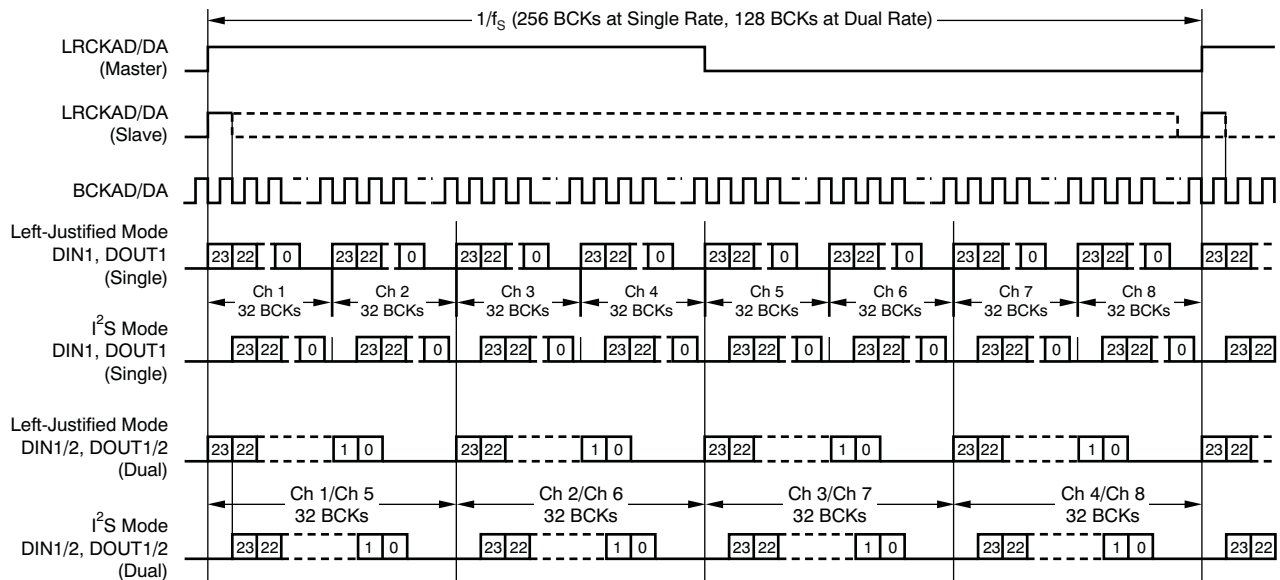 1/fS (256 BCKs at Single Rate, 128 BCKs at Dual Rate)
LRCKAD/DA
(Master)
LRCKAD/DA
(Slave)
BCKAD/DA
Left-Justified Mode
DIN1, DOUT1
(Single)
23 22 0 23 22 0 23 22 0 23 22 0 23 22 0 23 22 0 23 22 0 23 22 0 23 22
Ch 1 Ch 2 Ch 3 Ch 4 Ch 5 Ch 6 Ch 7 Ch 8
32 BCKs 32 BCKs 32 BCKs 32 BCKs 32 BCKs 32 BCKs 32 BCKs 32 BCKs
I²S Mode
DIN1, DOUT1
(Single)
23 22 0 23 22 0 23 22 0 23 22 0 23 22 0 23 22 0 23 22 0 23 22 0 23 22
Left-Justified Mode
DIN1/2, DOUT1/2
(Dual)
23 22 1 0 23 22 1 0 23 22 1 0 23 22 1 0 23 22
Ch 1/Ch 5 Ch 2/Ch 6 Ch 3/Ch 7 Ch 4/Ch 8
32 BCKs 32 BCKs 32 BCKs 32 BCKs
I²S Mode
DIN1/2, DOUT1/2
(Dual)
23 22 1 0 23 22 1 0 23 22 1 0 23 22 1 0 23 22